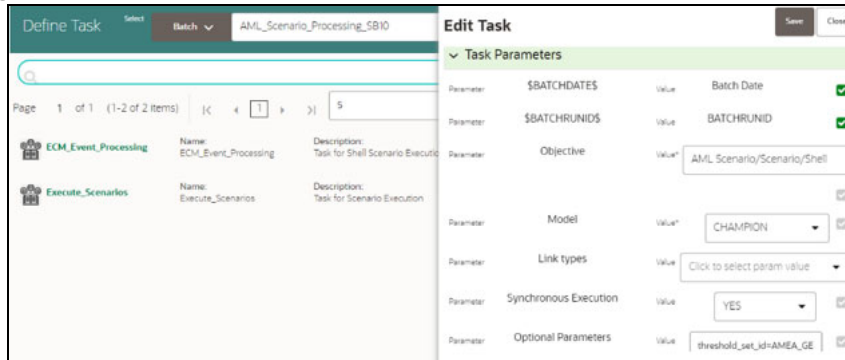 Define Task Select Batch AML_Scenario_Processing_SB10
Page 1 of 1 (1-2 of 2 items) 1 5
ECM_Event_Processing Name: Description:
ECM_Event_Processing Task for Shell Scenario Executio
Execute_Scenarios Name: Description:
Execute_Scenarios Task for Scenario Execution
Edit Task Save Close
Task Parameters
Parameter $BATCHDATE$ Value Batch Date
Parameter $BATCHRUNID$ Value BATCHRUNID
Parameter Objective Value* AML Scenario/Scenario/Shell
Parameter Model Value* CHAMPION
Parameter Link types Value Click to select param value
Parameter Synchronous Execution Value YES
Parameter Optional Parameters Value threshold_set_id=AMEA_GE